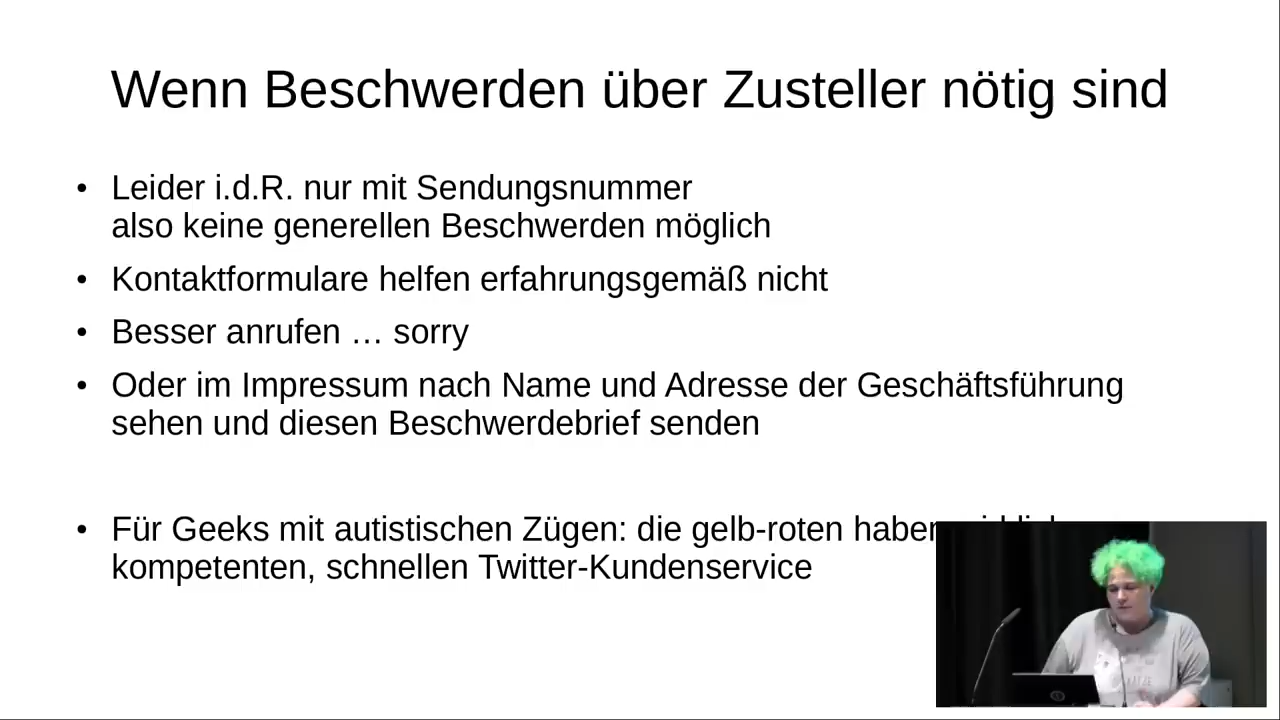 Wenn Beschwerden über Zusteller nötig sind
• Leider i.d.R. nur mit Sendungsnummer
also keine generellen Beschwerden möglich
• Kontaktformulare helfen erfahrungsgemäß nicht
• Besser anrufen … sorry
• Oder im Impressum nach Name und Adresse der Geschäftsführung
sehen und diesen Beschwerdebrief senden
• Für Geeks mit autistischen Zügen: die gelb-roten haben
kompetenten, schnellen Twitter-Kundenservice